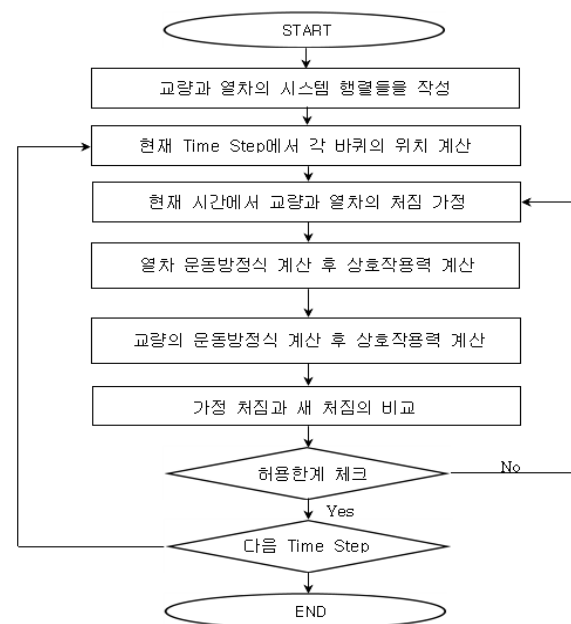 START
교량과 열차의 시스템 행렬들을 작성
현재 Time Step에서 각 바퀴의 위치 계산
현재 시간에서 교량과 열차의 처짐 가정
열차 운동방정식 계산 후 상호작용력 계산
교량의 운동방정식 계산 후 상호작용력 계산
가정 처짐과 새 처짐의 비교
허용한계 체크
No
Yes
다음 Time Step
END